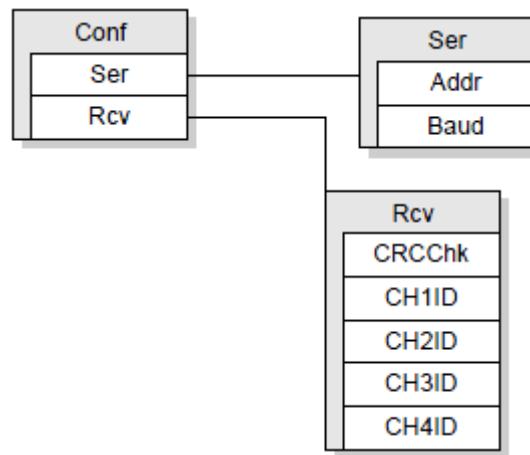 Conf
Ser
Rcv
Ser
Addr
Baud
Rcv
CRCChk
CH1ID
CH2ID
CH3ID
CH4ID